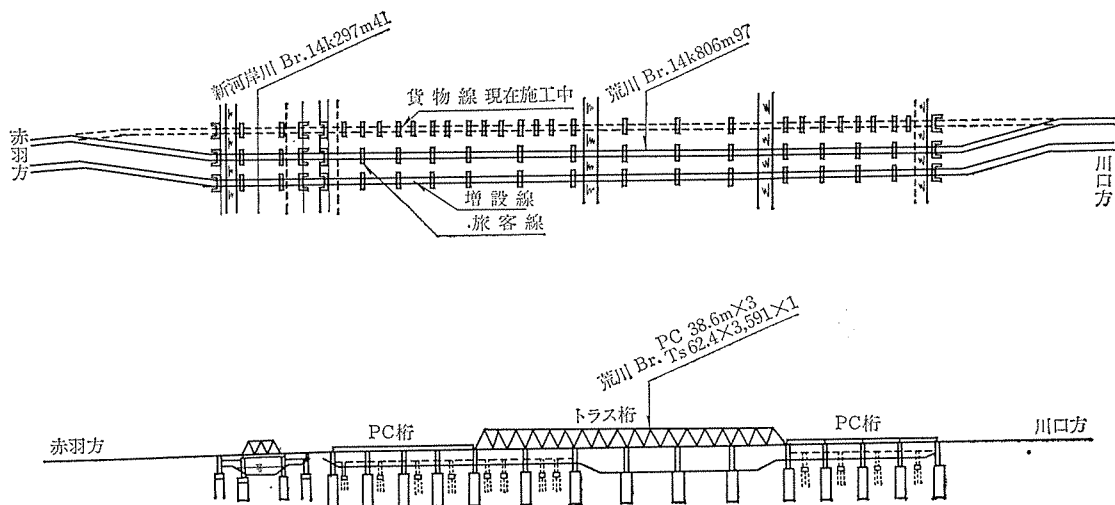 新河岸川 Br.14k297m41
荒川 Br.14k806m97
貨物線 現在施工中
赤羽方
川口方
増設線
旅客線
PC 38.6m×3
荒川 Br. Ts 62.4×3,591×1
赤羽方
PC桁
トラス桁
PC桁
川口方